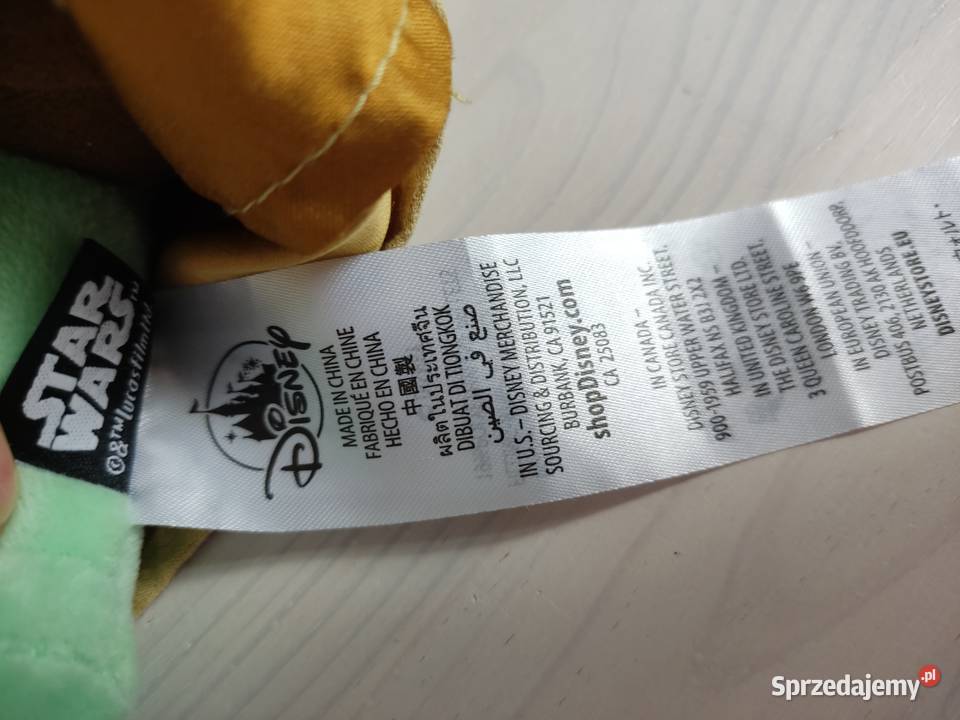 STAR
WARS™
©&™Lucasfilm Ltd.
Disney
MADE IN CHINA
FABRIQUÉ EN CHINE
HECHO EN CHINA
中國製
ผลิตในประเทศจีน
DIBUAT DI TIONGKOK
صنع في الصين
IN U.S. – DISNEY MERCHANDISE
SOURCING & DISTRIBUTION, LLC
BURBANK, CA 91521
shopDisney.com
CA 25083
IN CANADA –
DISNEY STORE CANADA INC.
900-1959 UPPER WATER STREET.
HALIFAX NS B3J 2X2
IN UNITED KINGDOM –
THE DISNEY STORE LTD.
3 QUEEN CAROLINE STREET.
LONDON W6 9PE
IN EUROPEAN UNION –
DISNEY TRADING BV.
POSTBUS 406, 2130 AK HOOFDDORP.
NETHERLANDS
DISNEYSTORE.EU
Sprzedajemy.pl